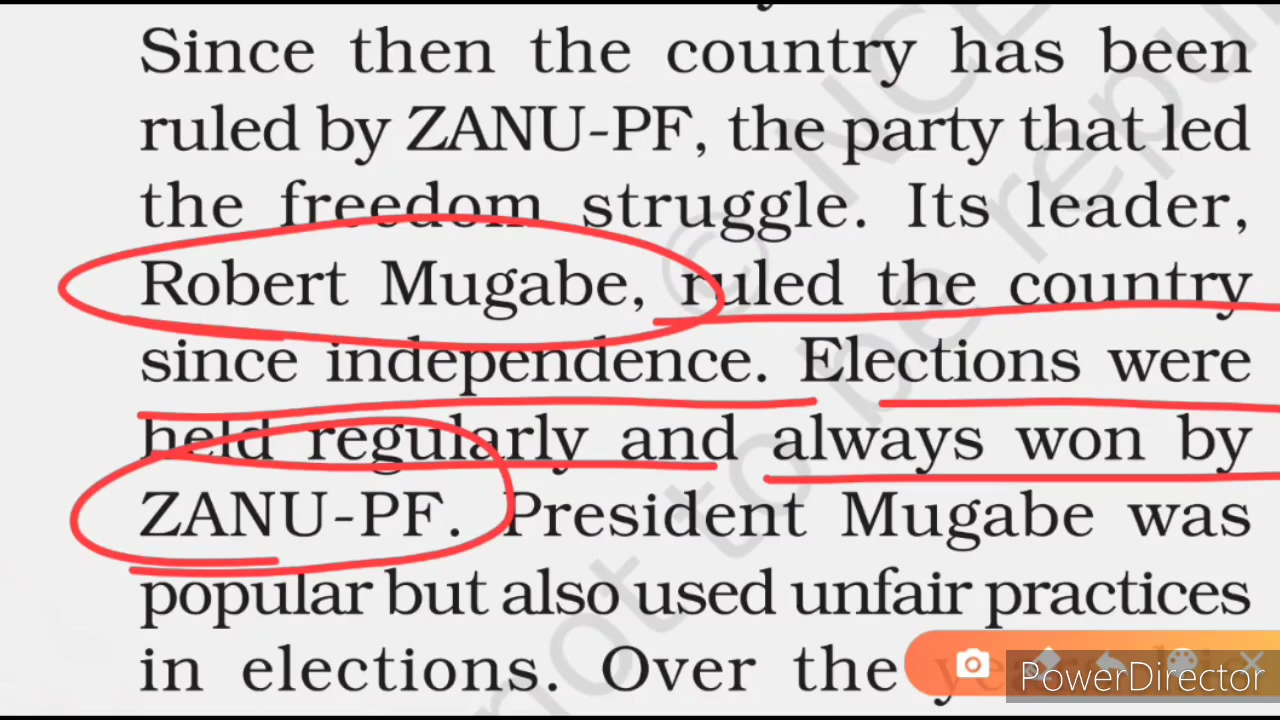 Since then the country has been
ruled by ZANU-PF, the party that led
the freedom struggle. Its leader,
Robert Mugabe, ruled the country
since independence. Elections were
held regularly and always won by
ZANU-PF. President Mugabe was
popular but also used unfair practices
in elections. Over the
PowerDirector